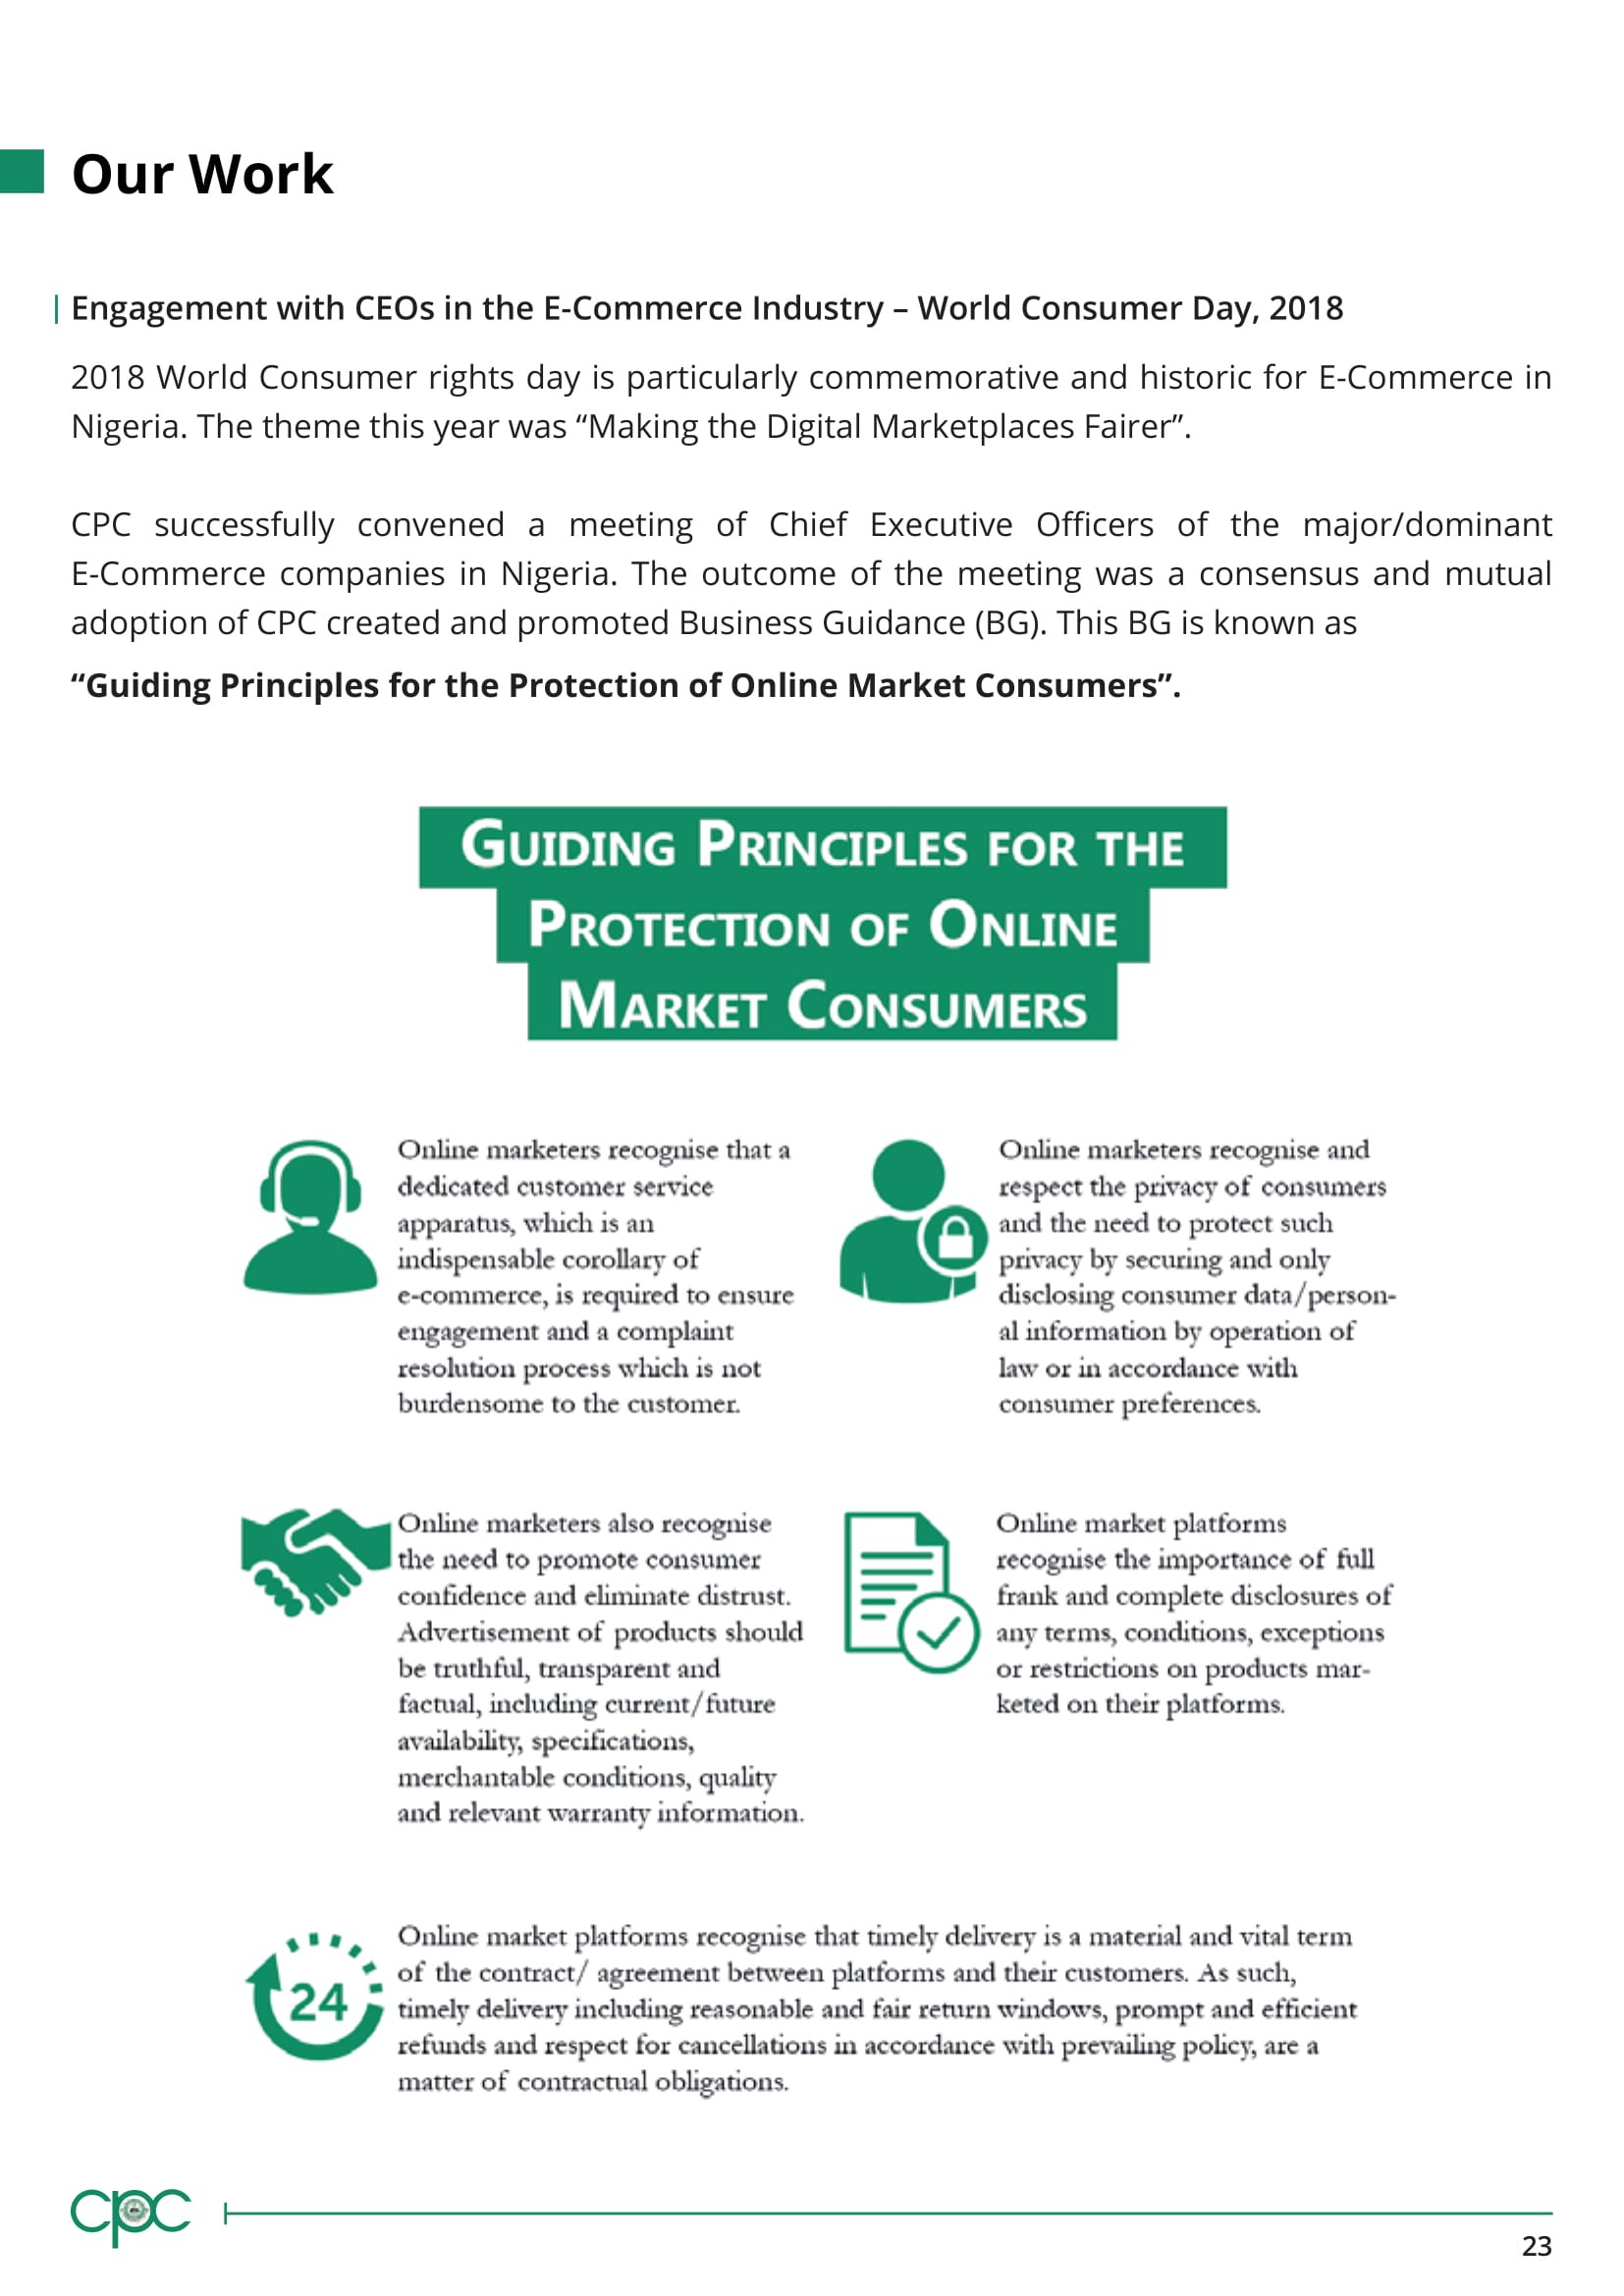 Our Work
Engagement with CEOs in the E-Commerce Industry – World Consumer Day, 2018
2018 World Consumer rights day is particularly commemorative and historic for E-Commerce in
Nigeria. The theme this year was “Making the Digital Marketplaces Fairer”.
CPC successfully convened a meeting of Chief Executive Officers of the major/dominant
E-Commerce companies in Nigeria. The outcome of the meeting was a consensus and mutual
adoption of CPC created and promoted Business Guidance (BG). This BG is known as
“Guiding Principles for the Protection of Online Market Consumers”.
Guiding Principles for the
Protection of Online
Market Consumers
Online marketers recognise that a
dedicated customer service
apparatus, which is an
indispensable corollary of
e-commerce, is required to ensure
engagement and a complaint
resolution process which is not
burdensome to the customer.
Online marketers recognise and
respect the privacy of consumers
and the need to protect such
privacy by securing and only
disclosing consumer data/person-
al information by operation of
law or in accordance with
consumer preferences.
Online marketers also recognise
the need to promote consumer
confidence and eliminate distrust.
Advertisement of products should
be truthful, transparent and
factual, including current/future
availability, specifications,
merchantable conditions, quality
and relevant warranty information.
Online market platforms
recognise the importance of full
frank and complete disclosures of
any terms, conditions, exceptions
or restrictions on products mar-
keted on their platforms.
24
Online market platforms recognise that timely delivery is a material and vital term
of the contract/ agreement between platforms and their customers. As such,
timely delivery including reasonable and fair return windows, prompt and efficient
refunds and respect for cancellations in accordance with prevailing policy, are a
matter of contractual obligations.
cpc
23